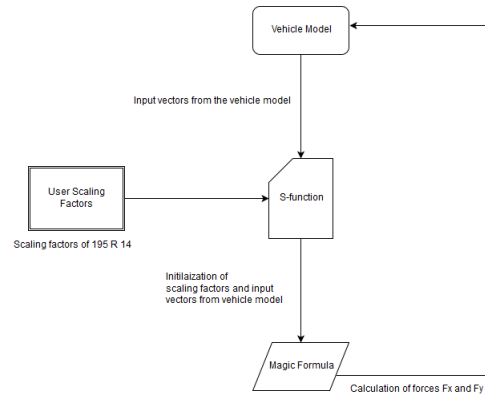 Vehicle Model
Input vectors from the vehicle model
User Scaling
Factors
S-function
Scaling factors of 195 R 14
Initilaization of
scaling factors and input
vectors from vehicle model
Magic Formula
Calculation of forces Fx and Fy